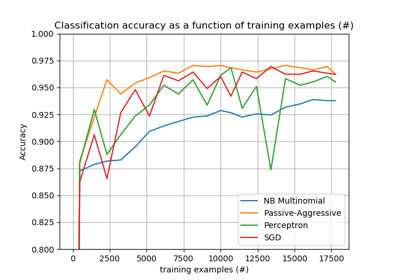 Classification accuracy as a function of training examples (#)
1.000
0.975
0.950
0.925
0.900
0.875
0.850
0.825
0.800
Accuracy
NB Multinomial
Passive-Aggressive
Perceptron
SGD
0 2500 5000 7500 10000 12500 15000 17500
training examples (#)